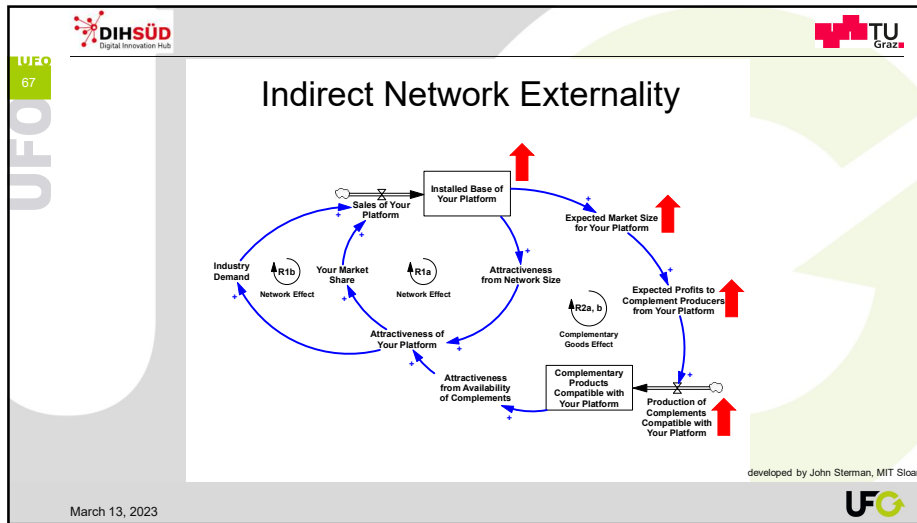 DIHSÜD
Digital Innovation Hub
TU
Graz
UFO
67
UFO
Indirect Network Externality
Installed Base of
Your Platform
Sales of Your
Platform
+
+
+
Expected Market Size
for Your Platform
+
Industry
Demand
R1b
Network Effect
Your Market
Share
R1a
Network Effect
+
Attractiveness
from Network Size
+
+
+
R2a, b
Complementary
Goods Effect
Expected Profits to
Complement Producers
from Your Platform
Attractiveness of
Your Platform
+
+
Attractiveness
from Availability
of Complements
+
Complementary
Products
Compatible with
Your Platform
+
Production of
Complements
Compatible with
Your Platform
developed by John Sterman, MIT Sloa
March 13, 2023
UFO